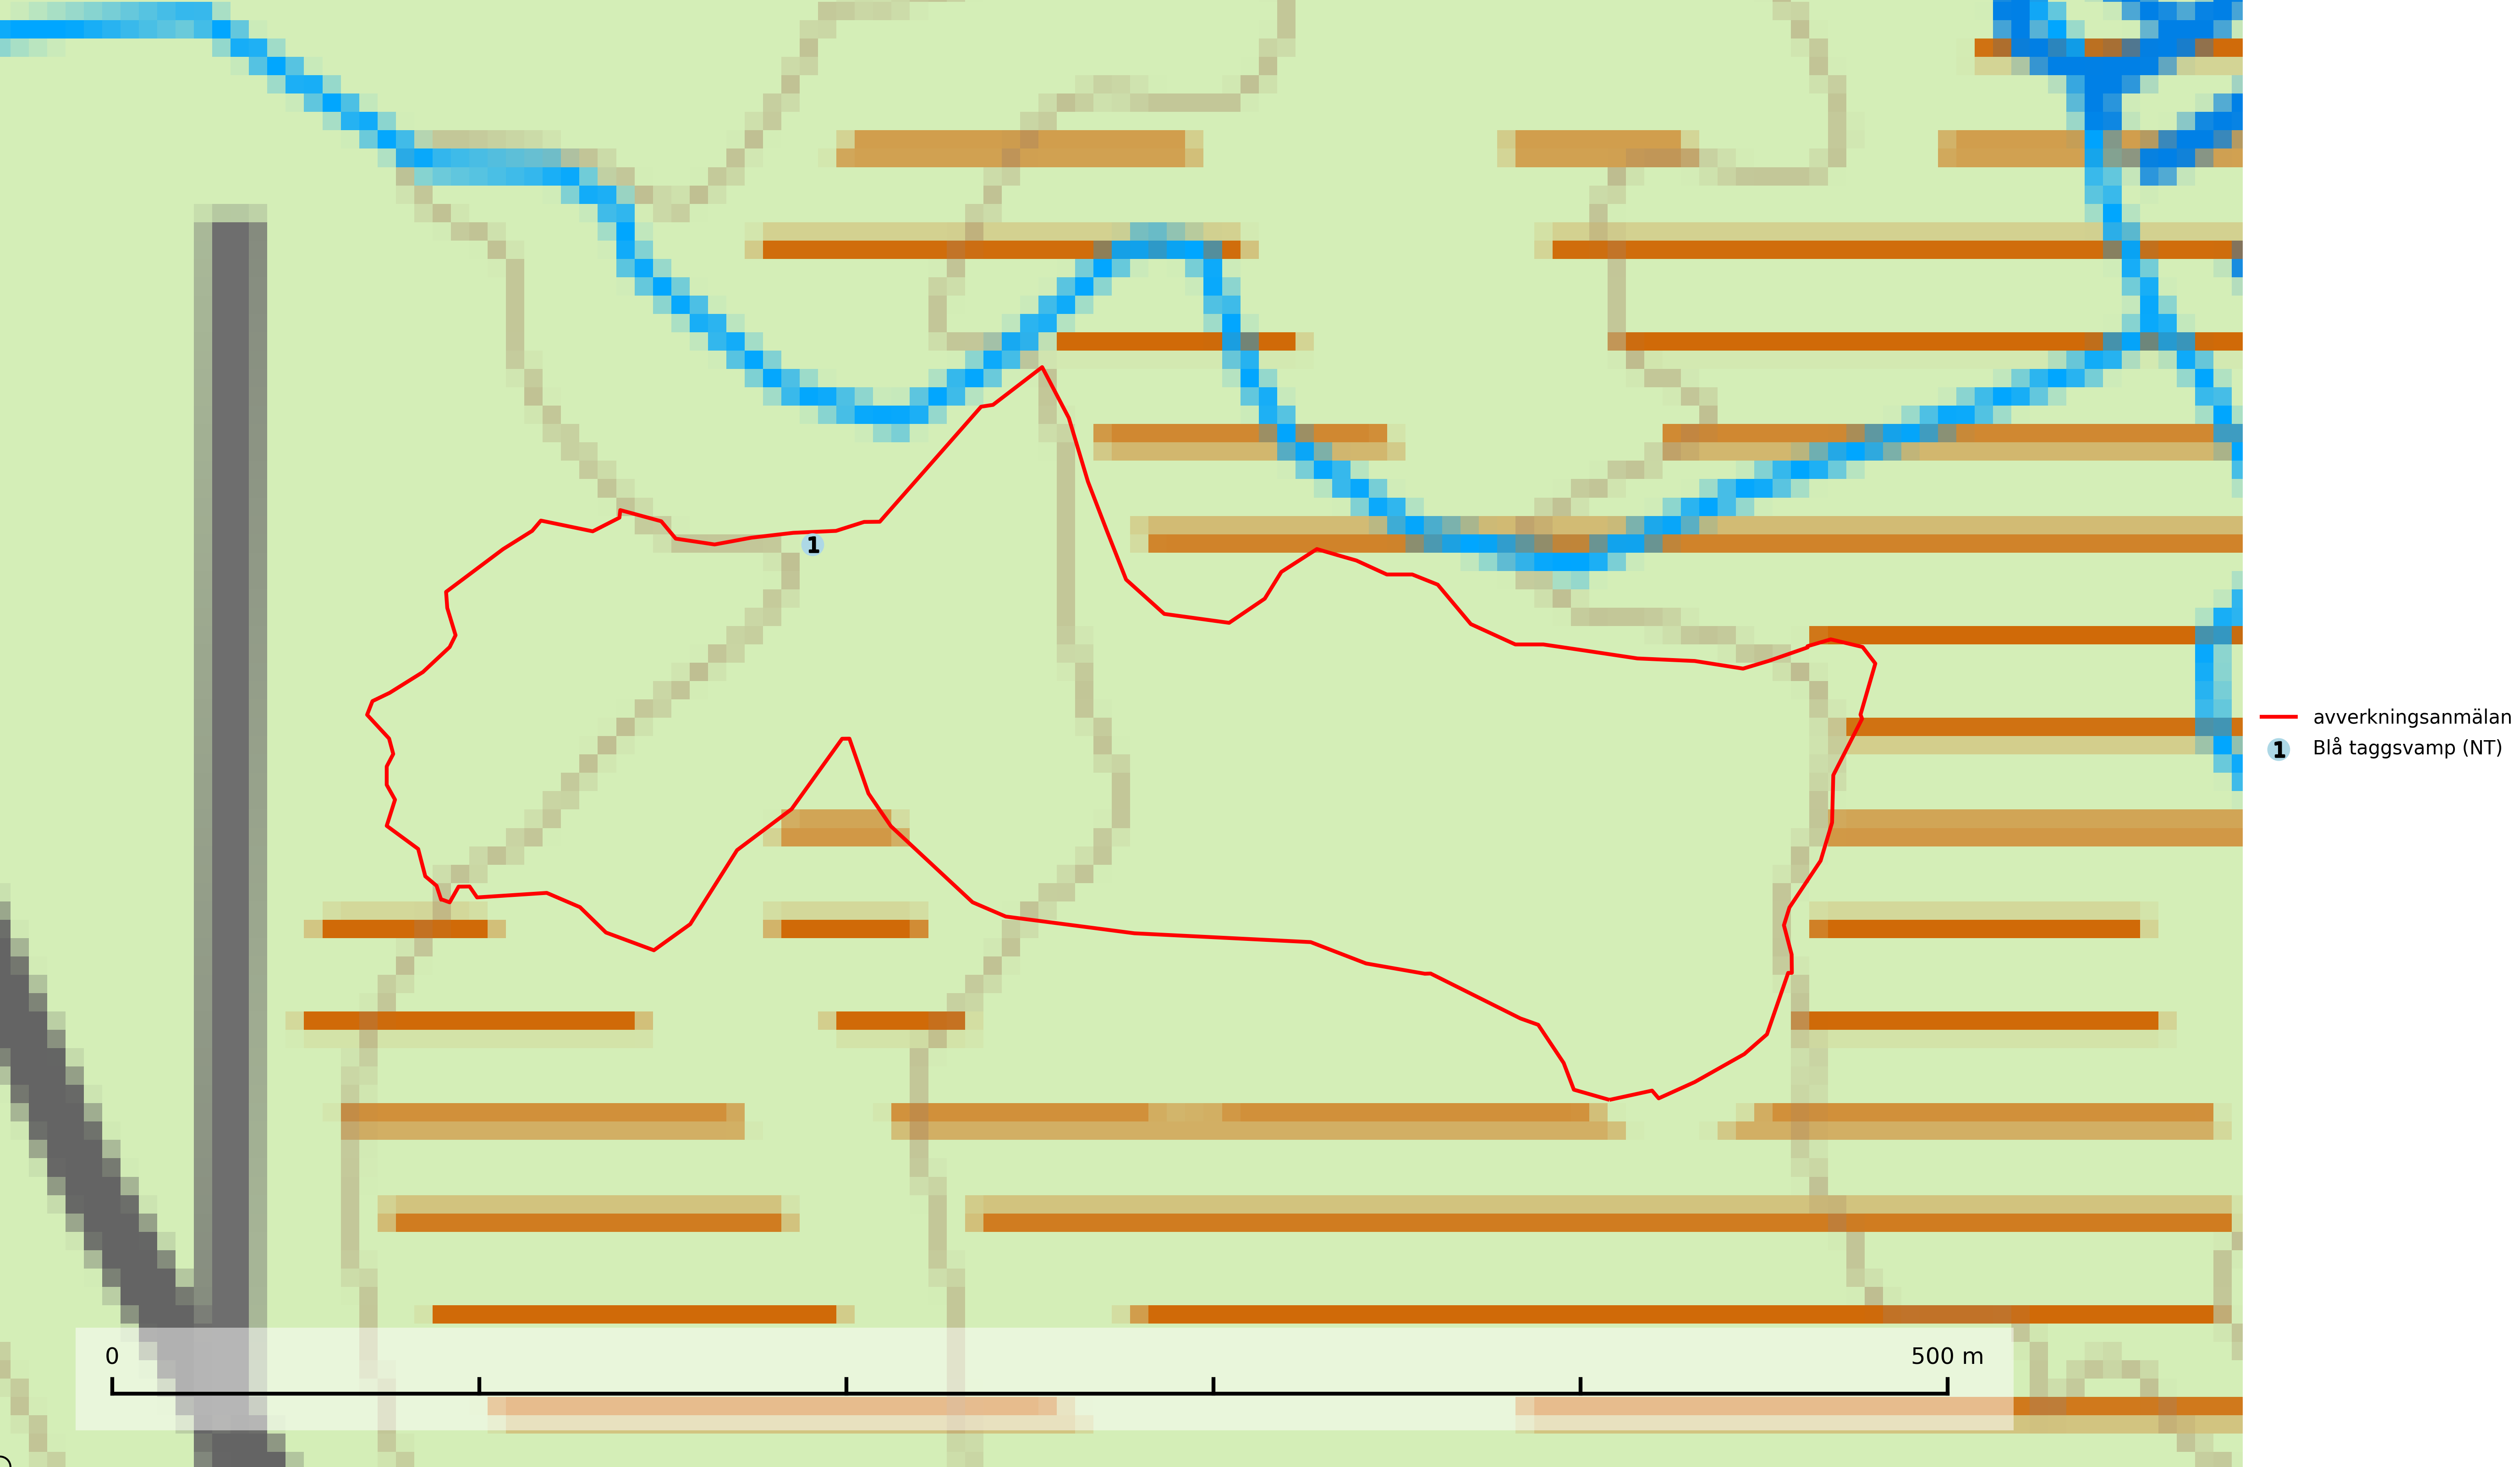 1
avverkningsanmälan
1 Blå taggsvamp (NT)
0 500 m